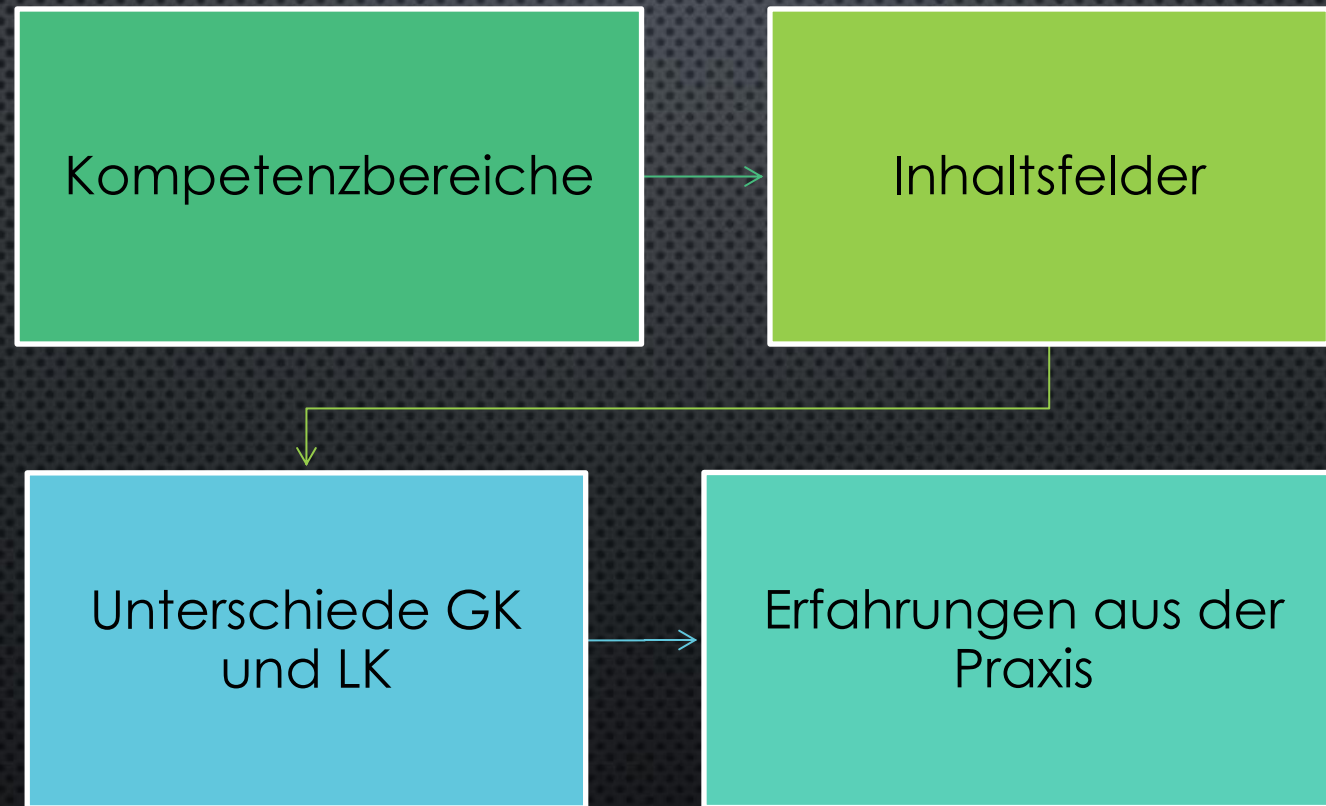 Kompetenzbereiche
Inhaltsfelder
Unterschiede GK
und LK
Erfahrungen aus der
Praxis